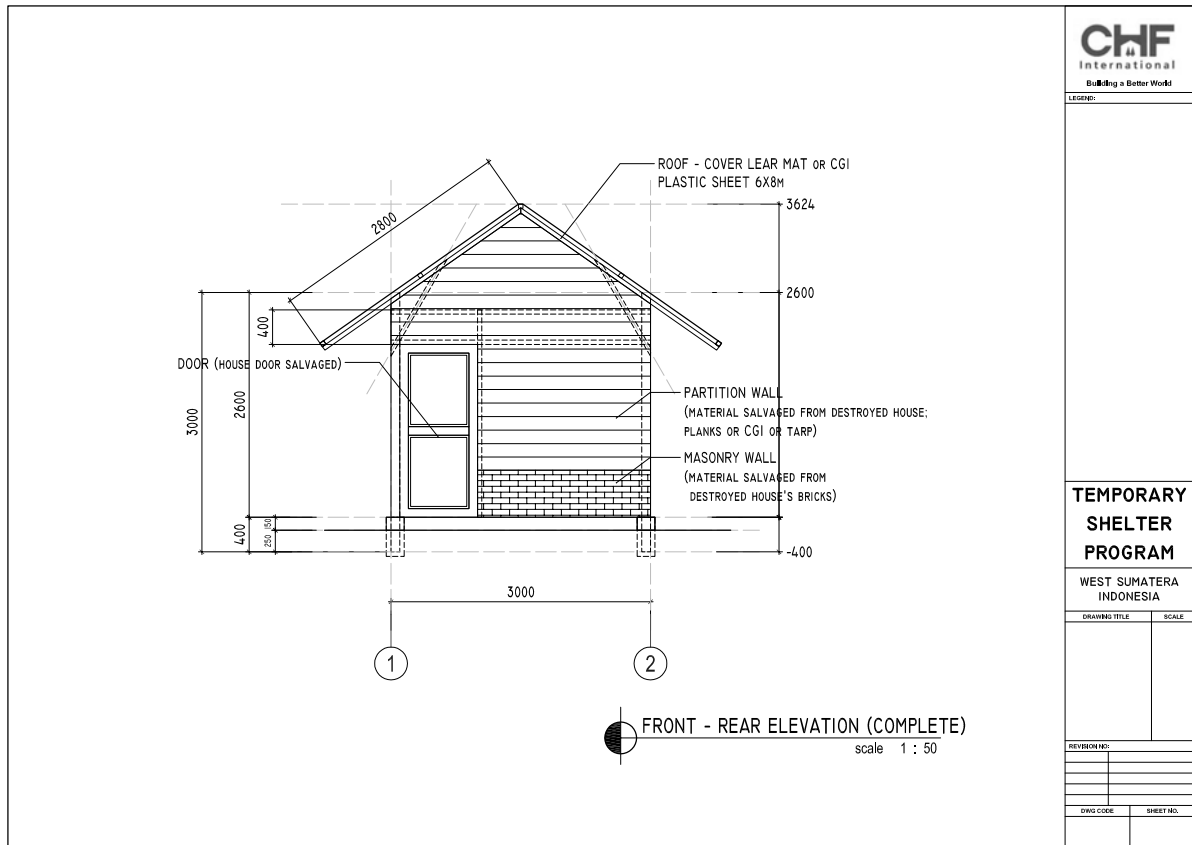 CHF
International
Building a Better World
LEGEND:
ROOF - COVER LEAR MAT OR CGI
PLASTIC SHEET 6X8M
3624
2800
2600
400
DOOR (HOUSE DOOR SALVAGED)
PARTITION WALL
(MATERIAL SALVAGED FROM DESTROYED HOUSE;
PLANKS OR CGI OR TARP)
3000
2600
MASONRY WALL
(MATERIAL SALVAGED FROM
DESTROYED HOUSE'S BRICKS)
400
150
250
-400
3000
1
2
FRONT - REAR ELEVATION (COMPLETE)
scale 1 : 50
TEMPORARY
SHELTER
PROGRAM
WEST SUMATERA
INDONESIA
DRAWING TITLE
SCALE
REVISION NO:
DWG CODE
SHEET NO.